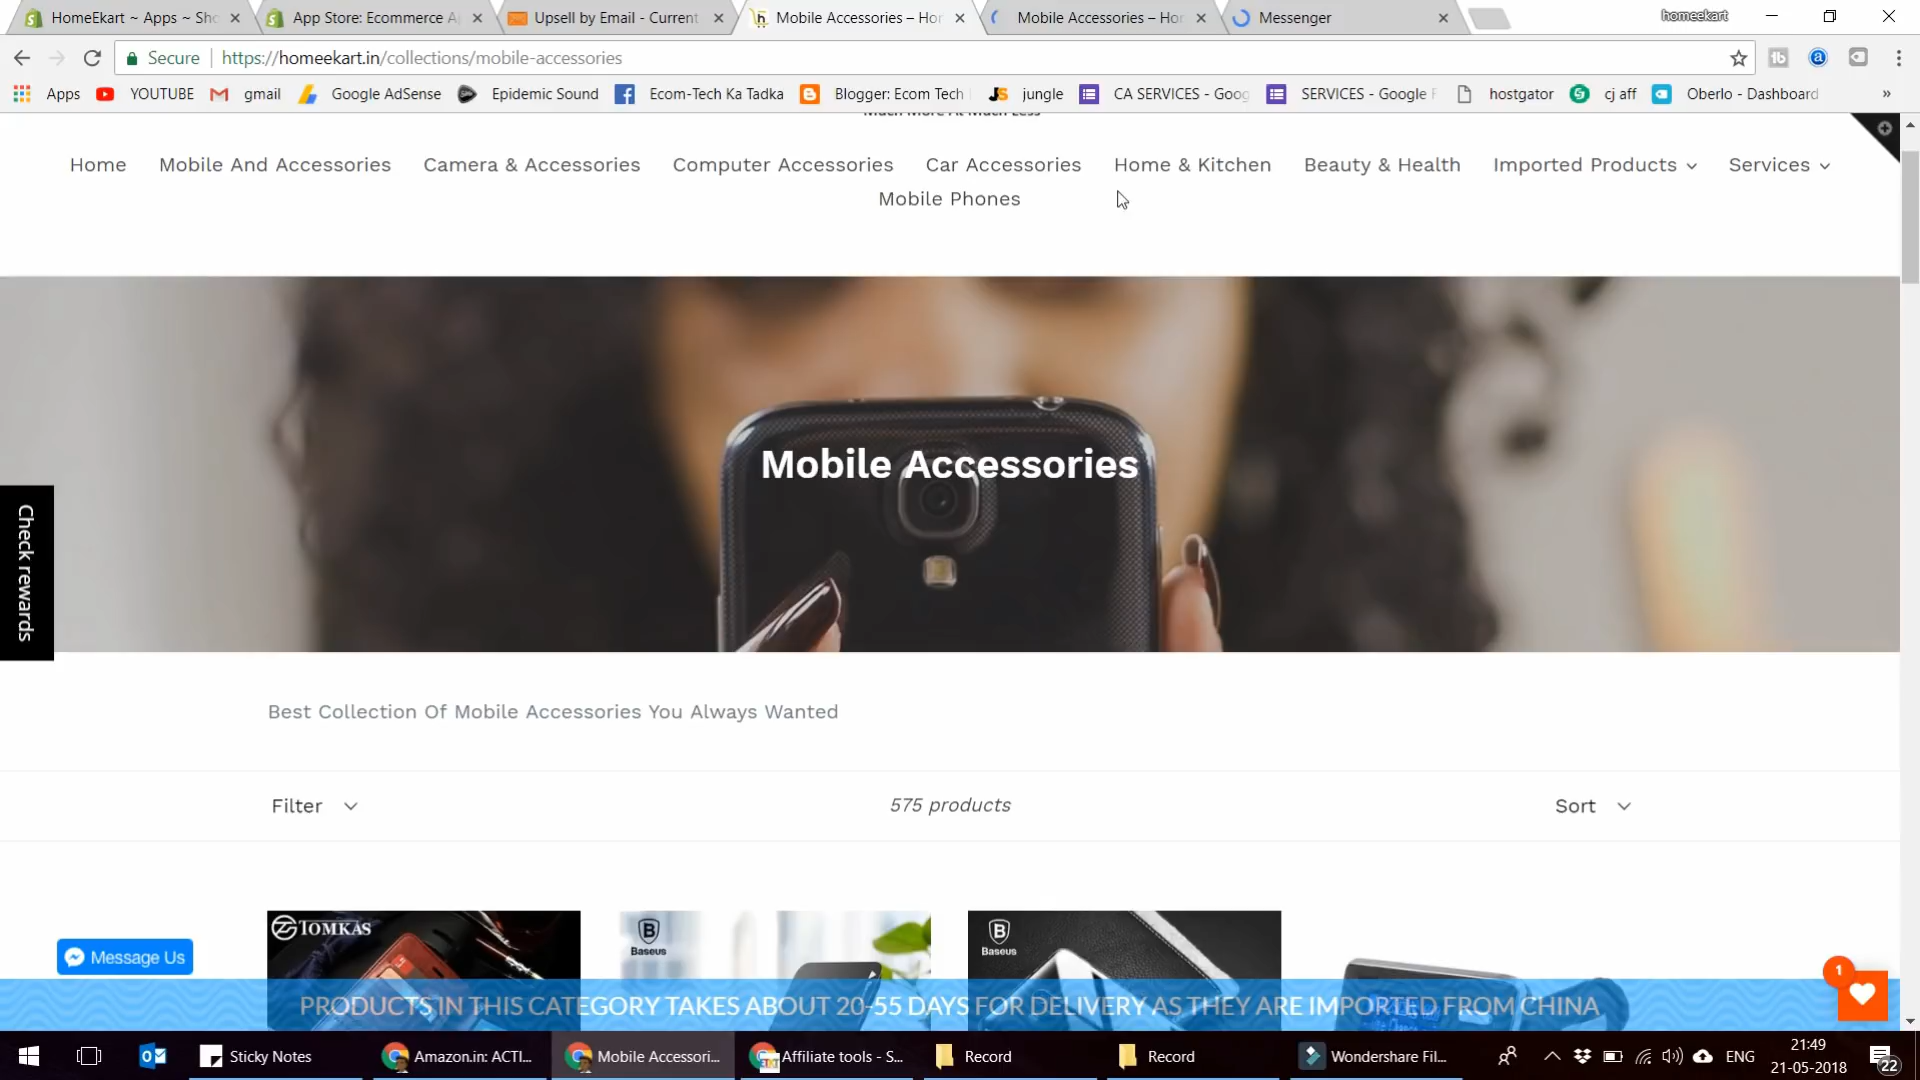 HomeEkart ~ Apps ~ Sho
App Store: Ecommerce A
Upsell by Email - Current
Mobile Accessories – Hor
Mobile Accessories – Ho
Messenger
homeekart
Secure
https://homeekart.in/collections/mobile-accessories
Apps
YOUTUBE
gmail
Google AdSense
Epidemic Sound
Ecom-Tech Ka Tadka
Blogger: Ecom Tech
jungle
CA SERVICES - Goog
SERVICES - Google F
hostgator
cj aff
Oberlo - Dashboard
»
Much More At Much Less
Home Mobile And Accessories Camera & Accessories Computer Accessories Car Accessories Home & Kitchen Beauty & Health Imported Products Services
Mobile Phones
Mobile Accessories
Check rewards
Best Collection Of Mobile Accessories You Always Wanted
Filter
575 products
Sort
TOMKAS
Baseus
Baseus
Message Us
1
PRODUCTS IN THIS CATEGORY TAKES ABOUT 20-55 DAYS FOR DELIVERY AS THEY ARE IMPORTED FROM CHINA
Sticky Notes
Amazon.in: ACTI...
Mobile Accessori...
Affiliate tools - S...
Record
Record
Wondershare Fil...
ENG
21:49
21-05-2018
22